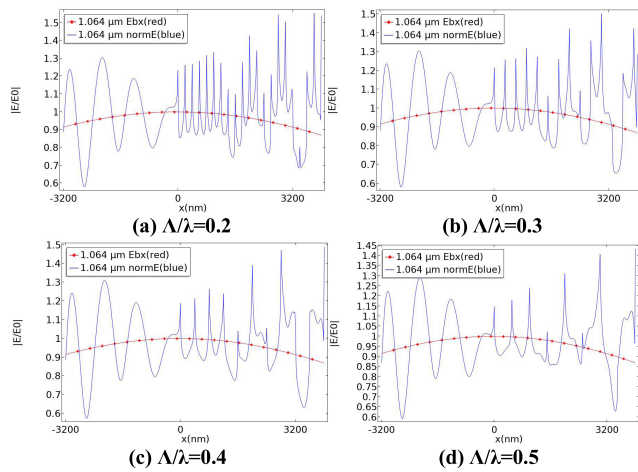 1.5
1.4
1.3
1.2
1.1
1
0.9
0.8
0.7
0.6
|E/E0|
1.064 μm Ebx(red)
1.064 μm normE(blue)
-3200
0
3200
x(nm)
(a) Λ/λ=0.2
1.5
1.4
1.3
1.2
1.1
1
0.9
0.8
0.7
0.6
|E/E0|
1.064 μm Ebx(red)
1.064 μm normE(blue)
-3200
0
3200
x(nm)
(b) Λ/λ=0.3
1.4
1.3
1.2
1.1
1
0.9
0.8
0.7
0.6
|E/E0|
1.064 μm Ebx(red)
1.064 μm normE(blue)
-3200
0
3200
x(nm)
(c) Λ/λ=0.4
1.45
1.4
1.35
1.3
1.25
1.2
1.15
1.1
1.05
1
0.95
0.9
0.85
0.8
0.75
0.7
0.65
0.6
|E/E0|
1.064 μm Ebx(red)
1.064 μm normE(blue)
-3200
0
3200
x(nm)
(d) Λ/λ=0.5